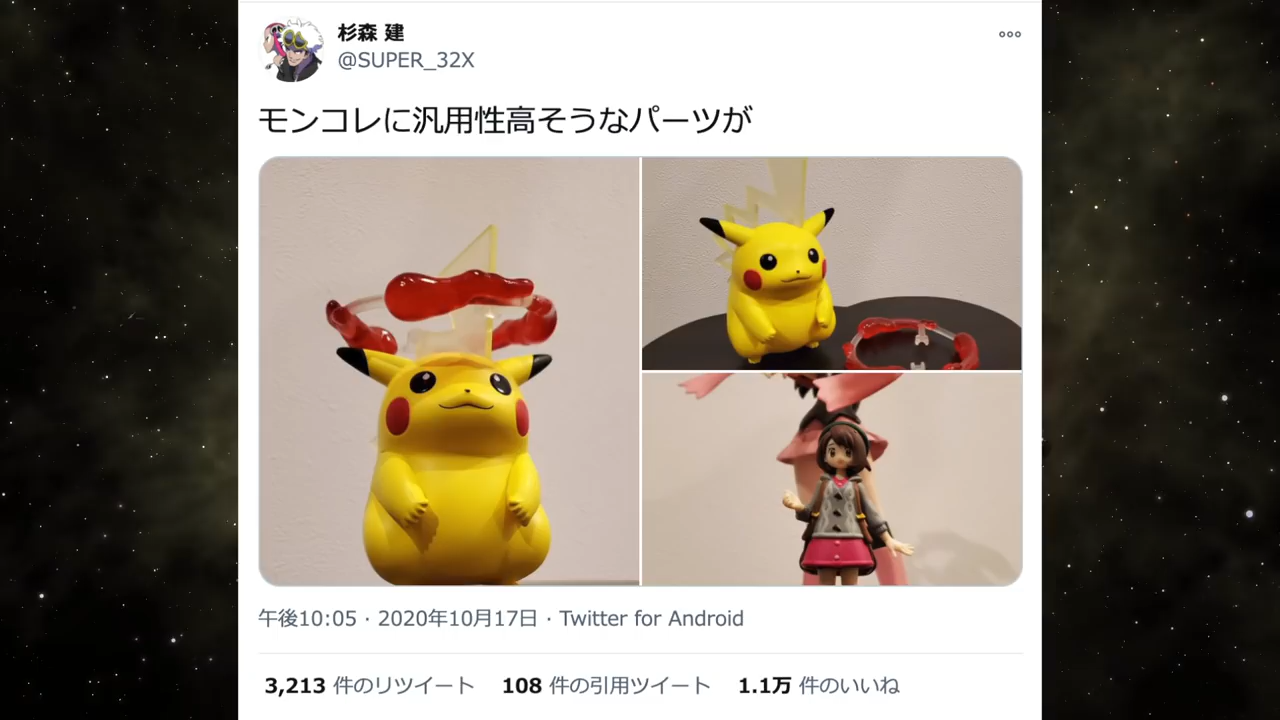 杉森 建
@SUPER_32X
モンコレに汎用性高そうなパーツが
午後10:05 · 2020年10月17日 · Twitter for Android
3,213 件のリツイート 108 件の引用ツイート 1.1万 件のいいね